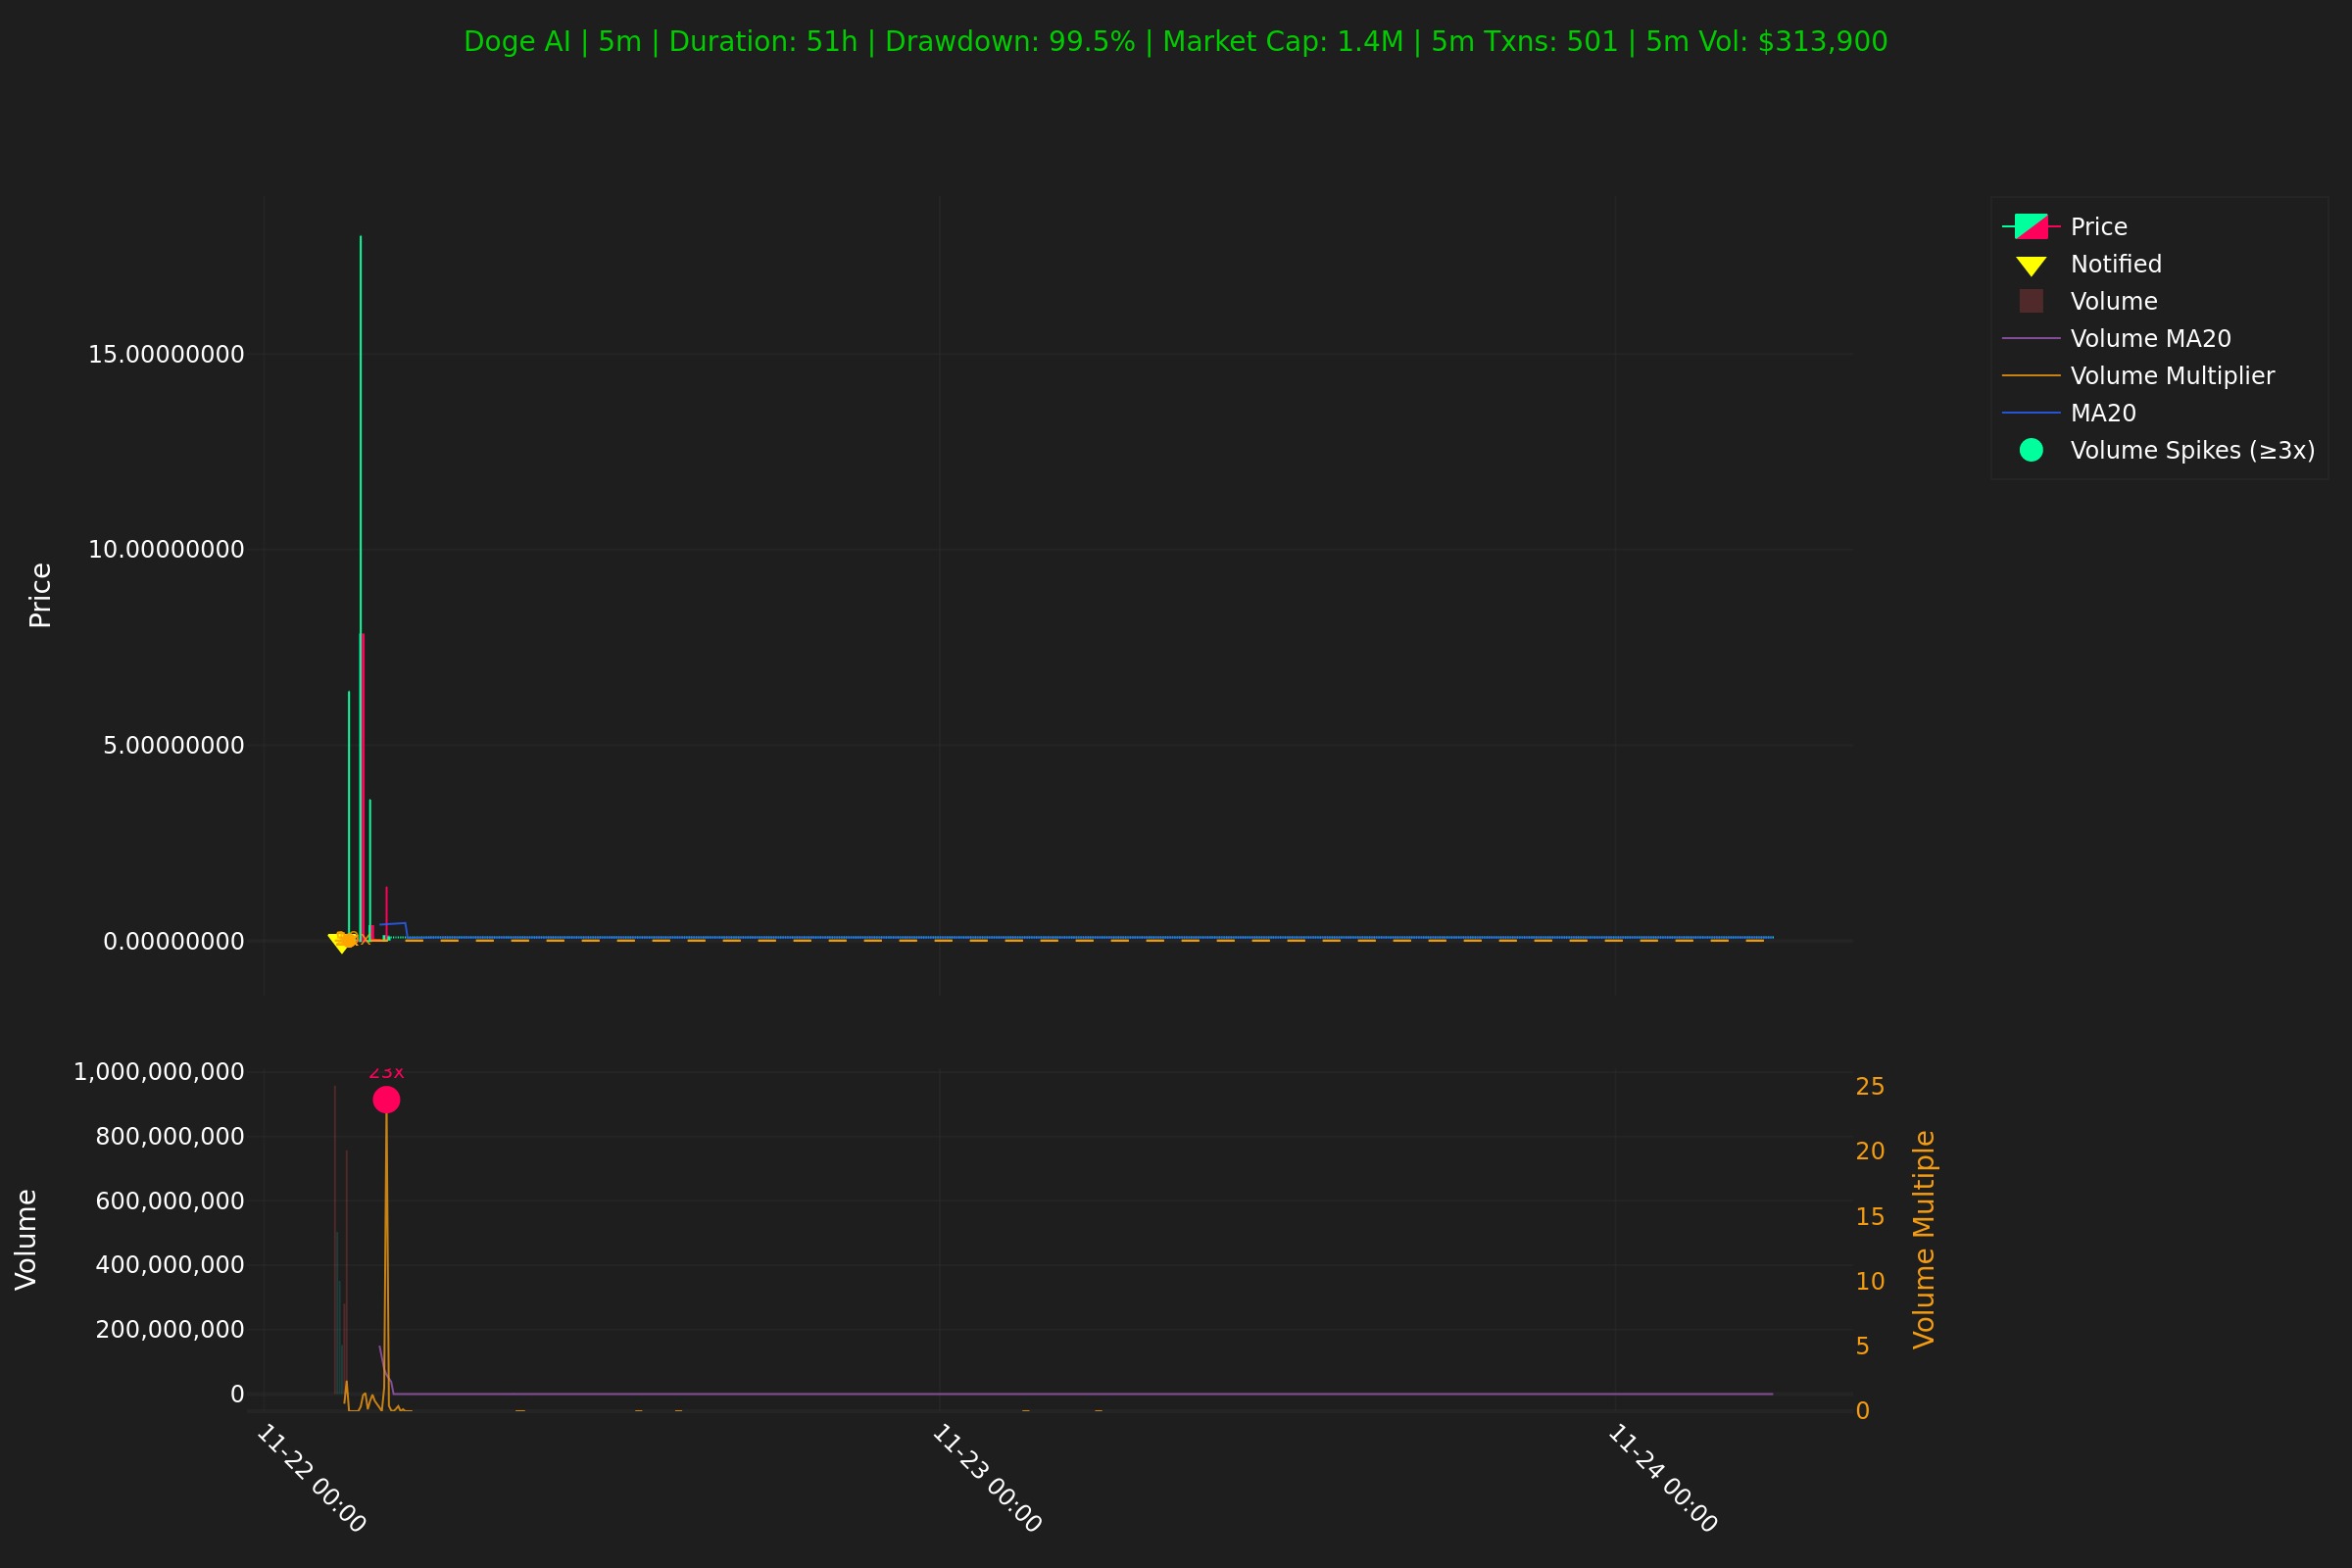 Doge AI | 5m | Duration: 51h | Drawdown: 99.5% | Market Cap: 1.4M | 5m Txns: 501 | 5m Vol: $313,900
Price
Notified
Volume
Volume MA20
Volume Multiplier
MA20
Volume Spikes (≥3x)
Price
15.00000000
10.00000000
5.00000000
0.00000000
Volume
1,000,000,000
800,000,000
600,000,000
400,000,000
200,000,000
0
23x
25
20
15
10
5
0
Volume Multiple
11-22 00:00
11-23 00:00
11-24 00:00